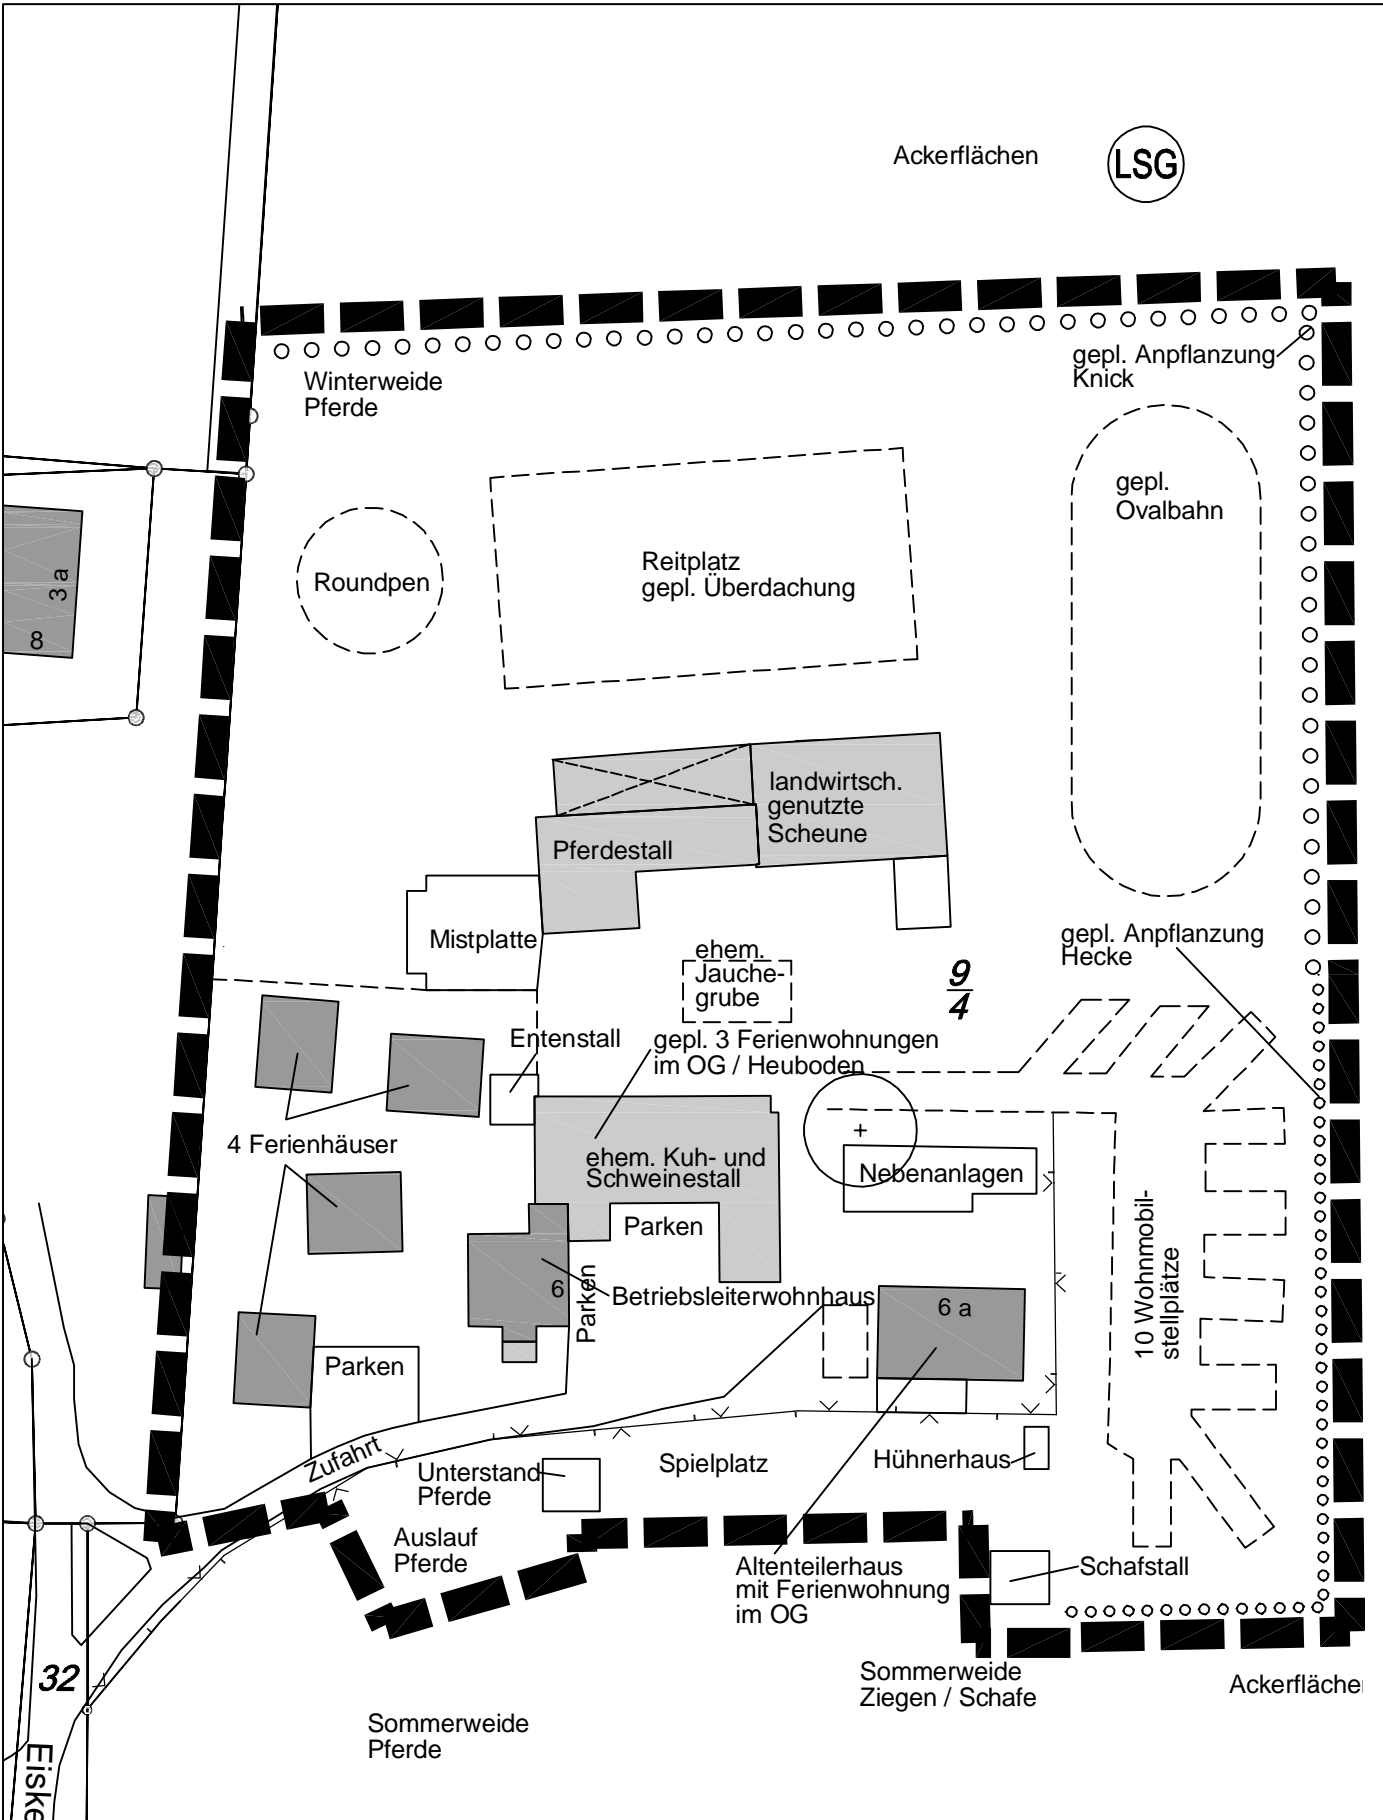 Ackerflächen
LSG
gepl. Anpflanzung
Knick
Winterweide
Pferde
gepl.
Ovalbahn
Reitplatz
gepl. Überdachung
Roundpen
3 a
8
landwirtsch.
genutzte
Scheune
Pferdestall
Mistplatte
ehem.
Jauche-
grube
gepl. Anpflanzung
Hecke
9
4
Entenstall
gepl. 3 Ferienwohnungen
im OG / Heuboden
4 Ferienhäuser
ehem. Kuh- und
Schweinestall
Nebenanlagen
Parken
10 Wohnmobil-
stellplätze
6
Parken
Betriebsleiterwohnhaus
6 a
Parken
Zufahrt
Unterstand
Pferde
Spielplatz
Hühnerhaus
Auslauf
Pferde
Altenteilerhaus
mit Ferienwohnung
im OG
Schafstall
32
Sommerweide
Ziegen / Schafe
Ackerfläche
Sommerweide
Pferde
Eiske